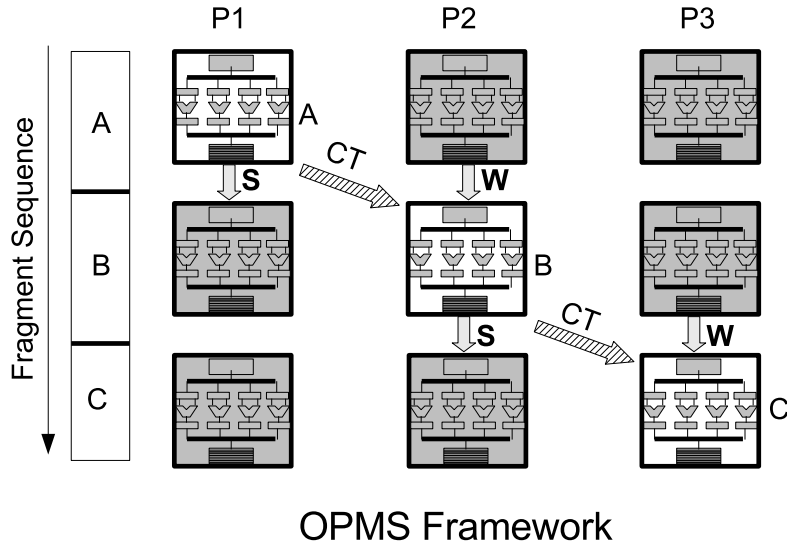 P1 P2 P3
Fragment Sequence
A
A
CT
S
W
B
B
CT
S
W
C
C
OPMS Framework